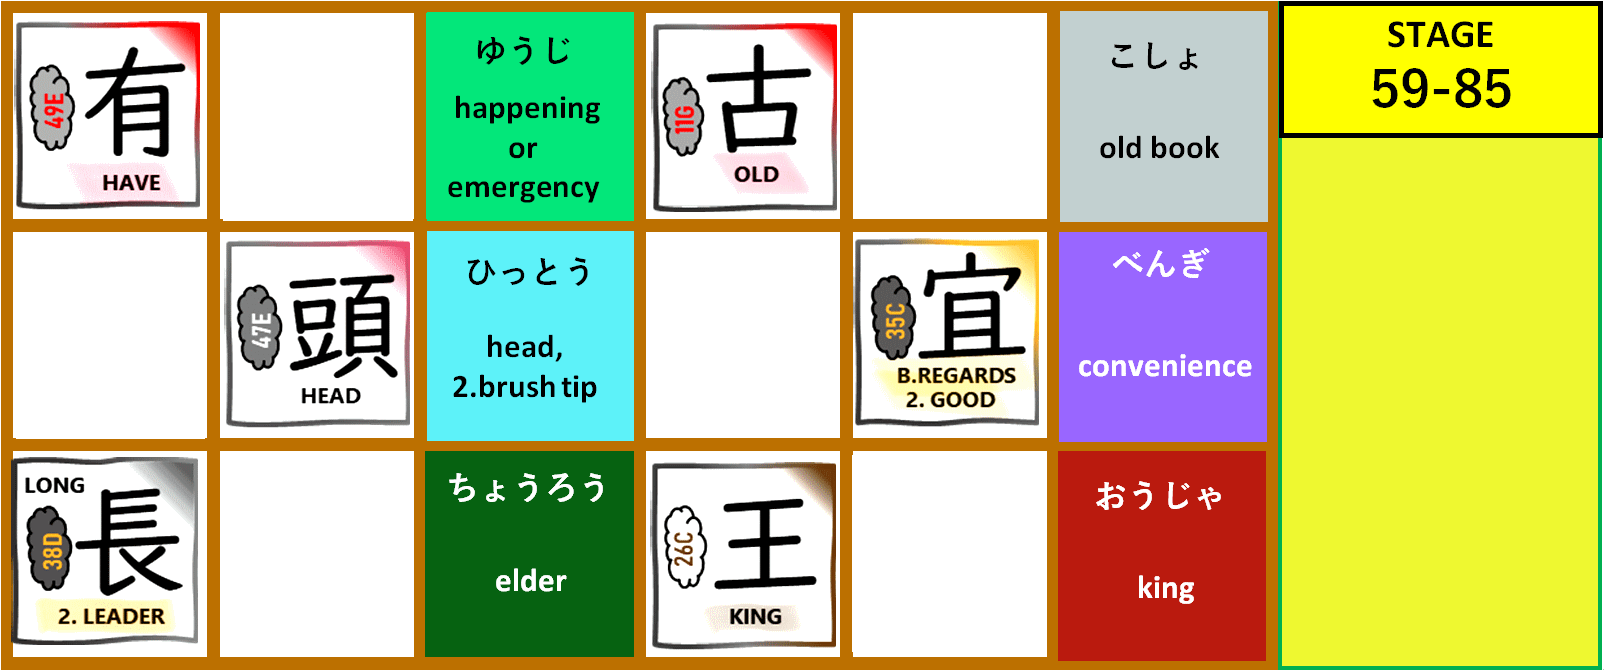 49E
有
HAVE
ゆうじ
happening
or
emergency
11G
古
OLD
こしょ
old book
STAGE
59-85
47E
頭
HEAD
ひっとう
head,
2.brush tip
35C
宜
B.REGARDS
2. GOOD
べんぎ
convenience
LONG
38D
長
2. LEADER
ちょうろう
elder
26C
王
KING
おうじゃ
king